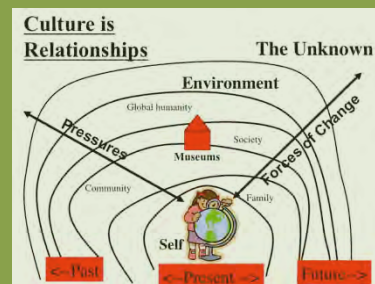 Culture is
Relationships
The Unknown
Environment
Global humanity
Pressures
Forces of Change
Society
Museums
Community
Family
Self
<--Past
<--Present -->
Future-->